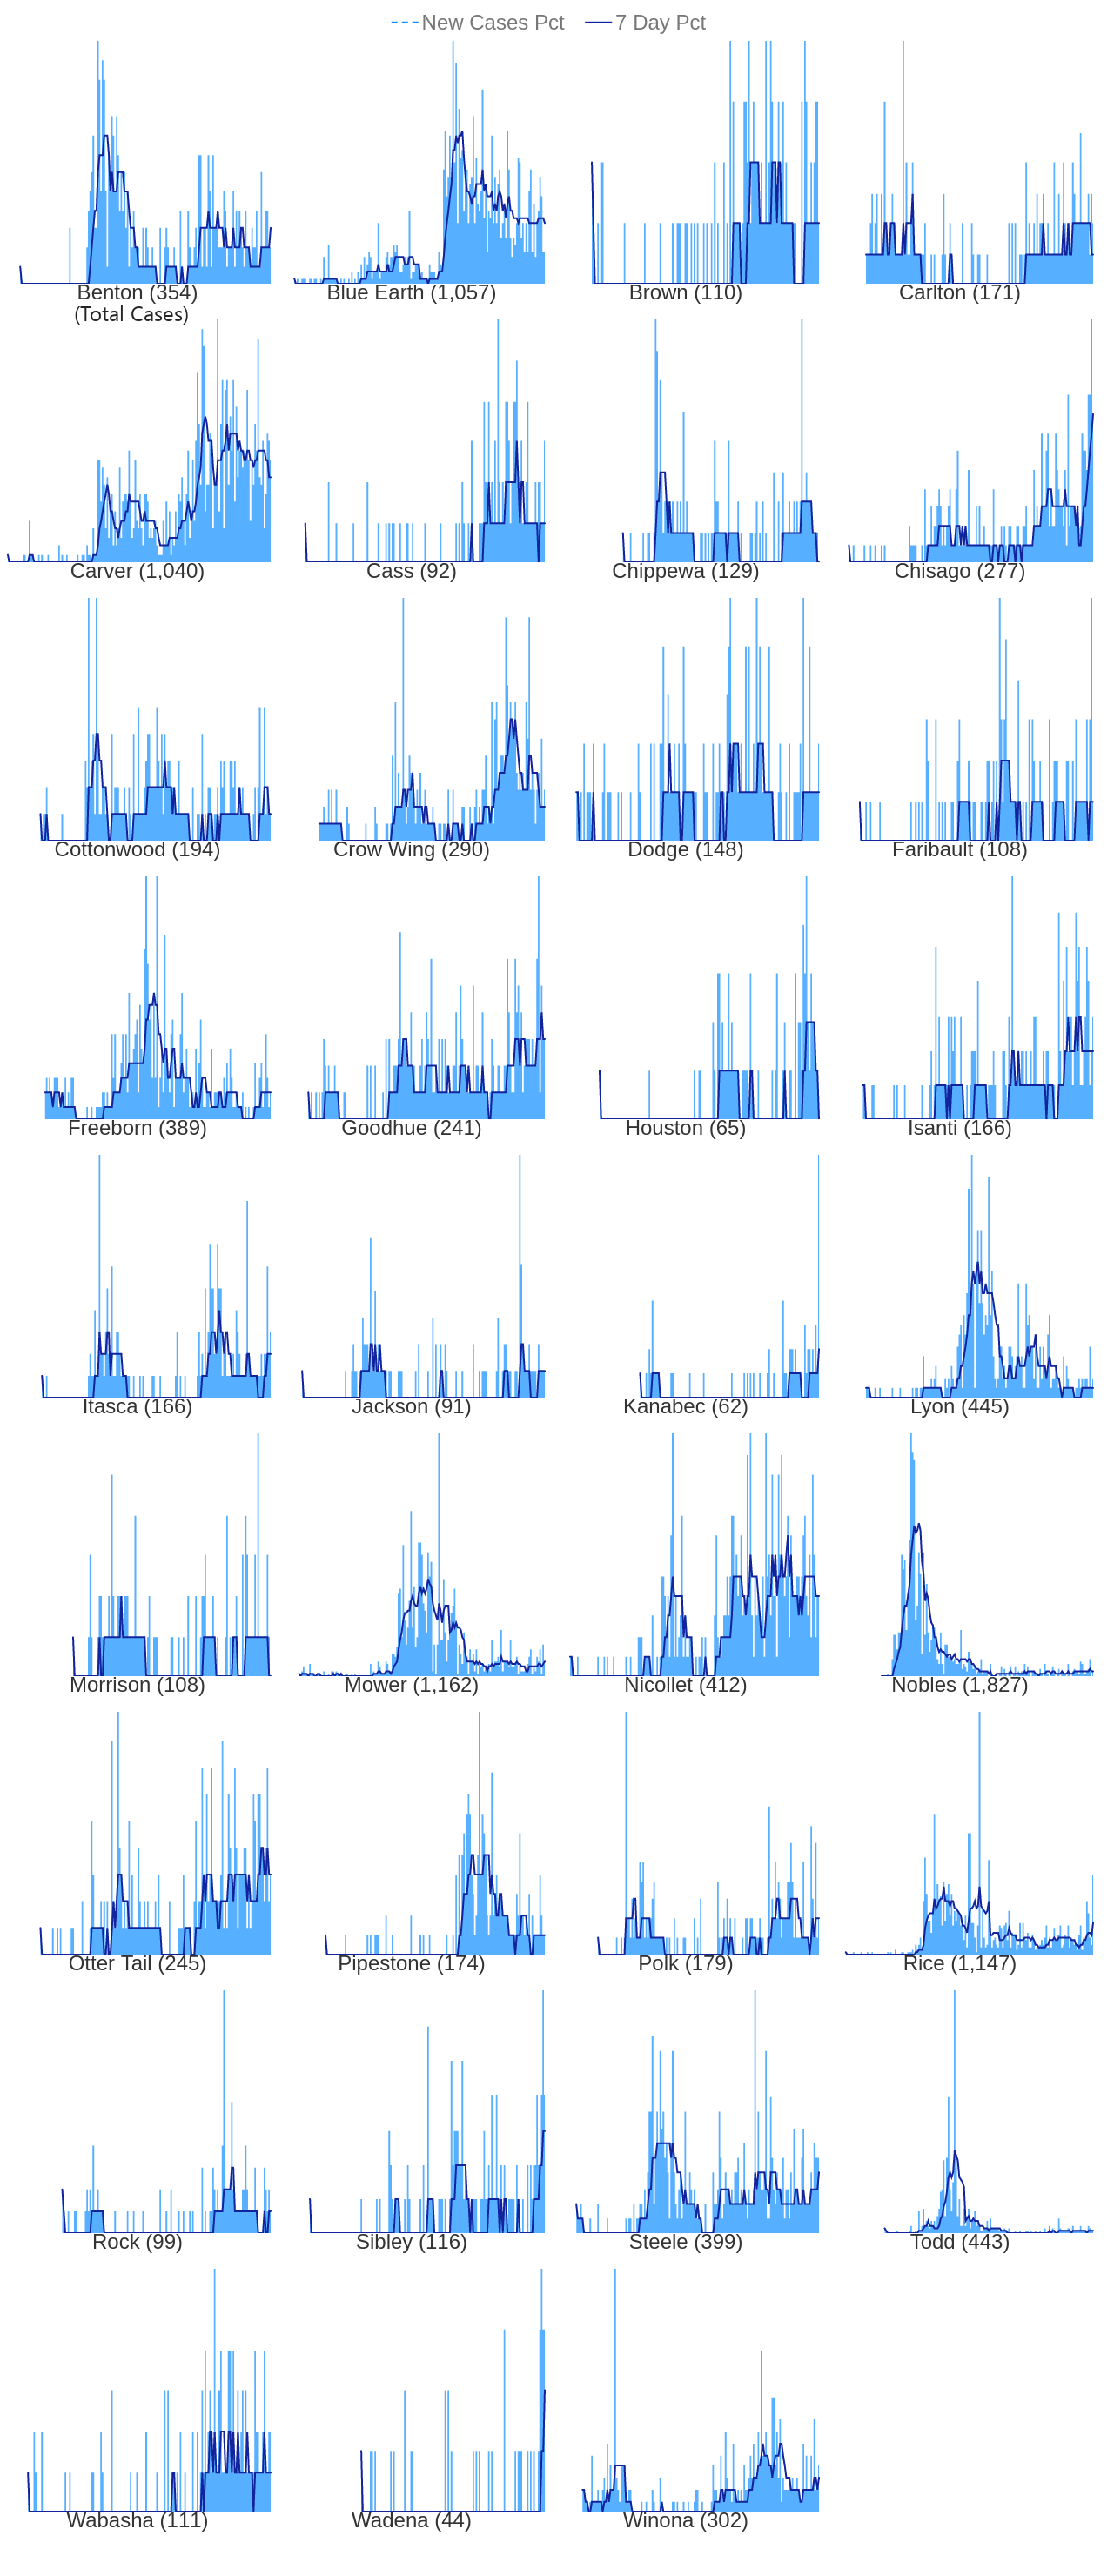 New Cases Pct 7 Day Pct
Benton (354) Blue Earth (1,057) Brown (110) Carlton (171)
(Total Cases)
Carver (1,040) Cass (92) Chippewa (129) Chisago (277)
Cottonwood (194) Crow Wing (290) Dodge (148) Faribault (108)
Freeborn (389) Goodhue (241) Houston (65) Isanti (166)
Itasca (166) Jackson (91) Kanabec (62) Lyon (445)
Morrison (108) Mower (1,162) Nicollet (412) Nobles (1,827)
Otter Tail (245) Pipestone (174) Polk (179) Rice (1,147)
Rock (99) Sibley (116) Steele (399) Todd (443)
Wabasha (111) Wadena (44) Winona (302)